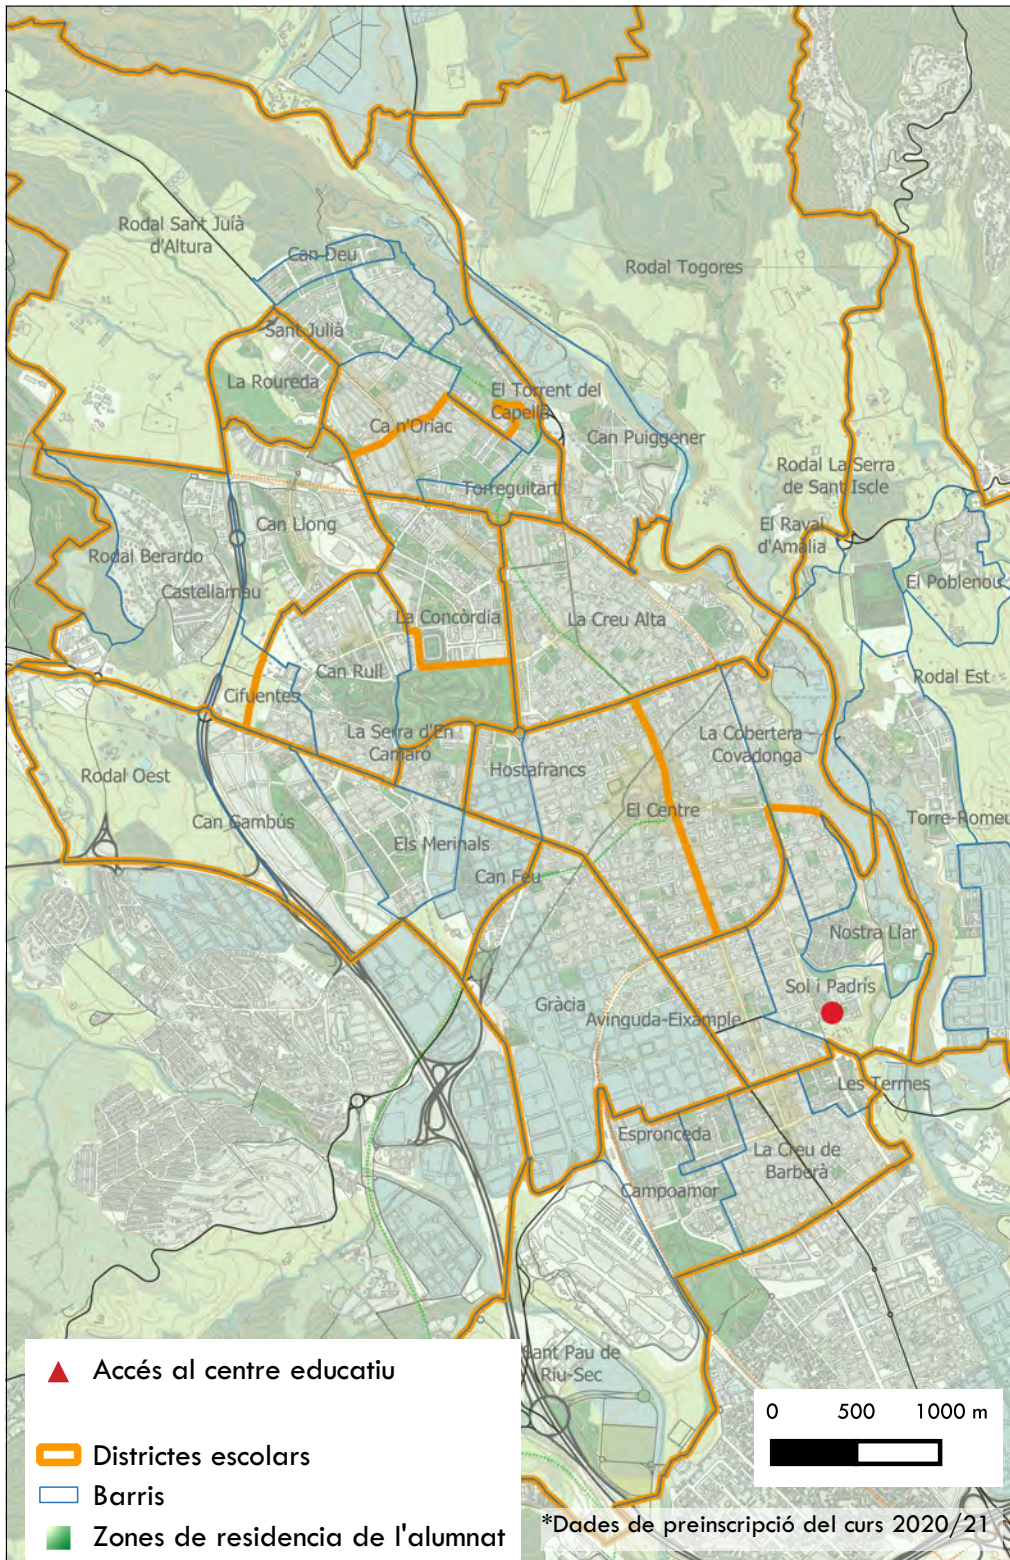 Rodal Sant Juíà
d'Altura
Can Deu
Rodal Togores
Sant Julià
La Roureda
El Torrent del
Capellà
Ca n'Oriac
Can Puiggener
Rodal La Serra
de Sant Iscle
Torreguitart
Can Llong
El Raval
d'Amàlia
Rodal Berardo
El Poblenou
Castellarnau
La Concòrdia
La Creu Alta
Can Rull
Rodal Est
Cifuentes
La Serra d'En
Camaró
La Cobertera
Covadonga
Hostafrancs
Rodal Oest
El Centre
Can Gambús
Torre-Romeu
Els Merinals
Can Feu
Nostra Llar
Sol i Padrís
Gràcia
Avinguda-Eixample
Les Termes
Espronceda
La Creu de
Barberà
Campoamor
Sant Pau de
Riu-Sec
Accés al centre educatiu
Districtes escolars
Barris
Zones de residencia de l'alumnat
0 500 1000 m
*Dades de preinscripció del curs 2020/21